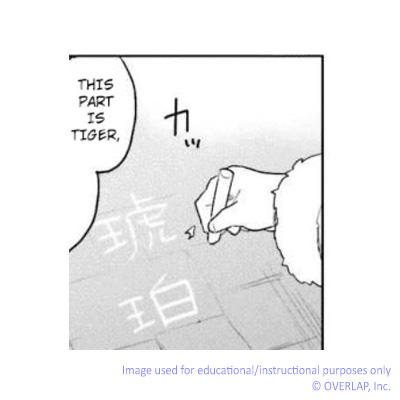 THIS
PART
IS
TIGER,
カッ
琥
珀
Image used for educational/instructional purposes only
© OVERLAP, Inc.